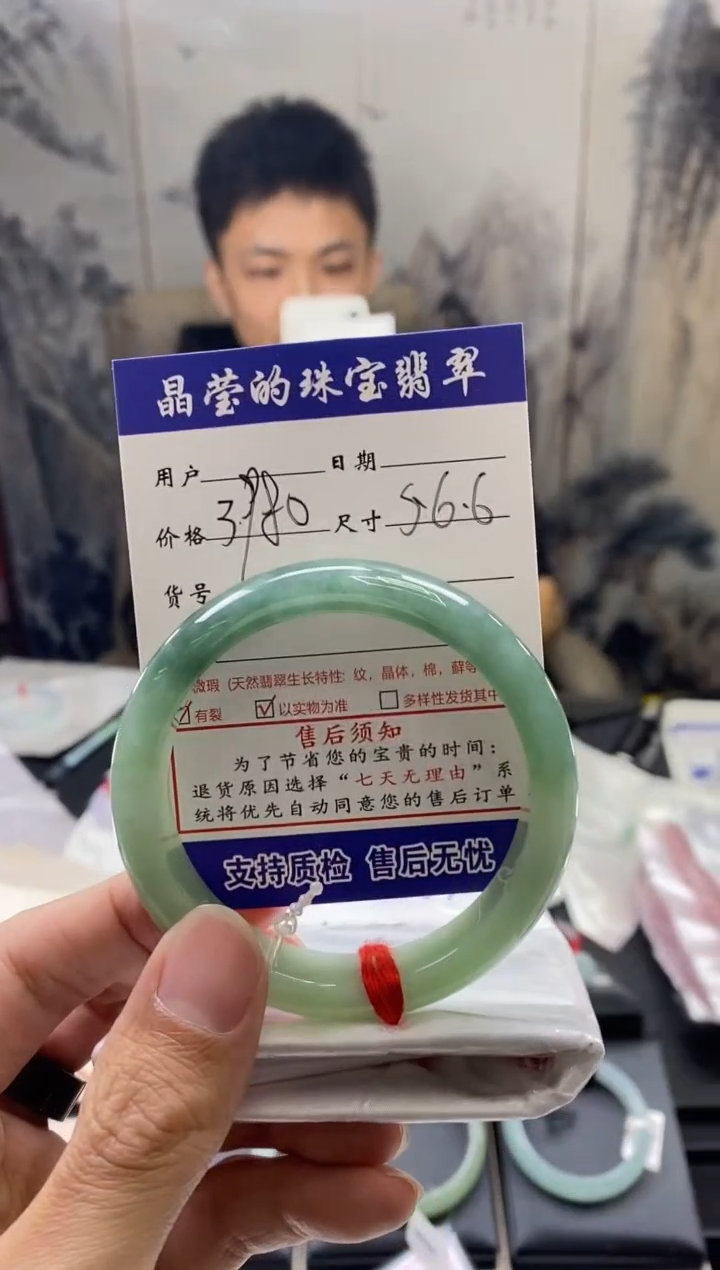 晶莹的珠宝翡翠
用户 日期
价格 尺寸 56.6
货号
微瑕（天然翡翠生长特性：纹，晶体，棉，藓等
☑有裂 ☑以实物为准 ☐多样性发货其中
售后须知
为了节省您的宝贵的时间：
退货原因选择“七天无理由”系
统将优先自动同意您的售后订单
支持质检 售后无忧